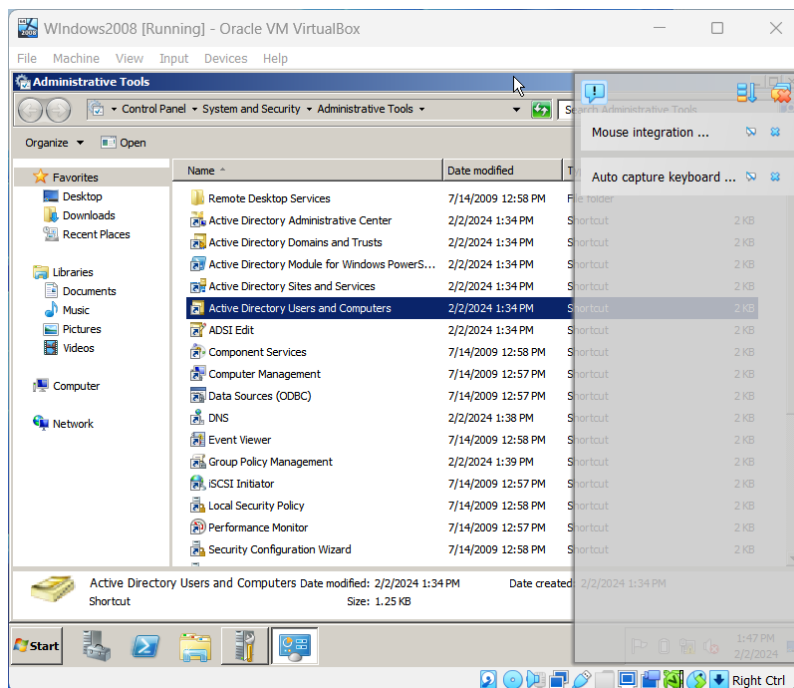 WIndows2008 [Running] - Oracle VM VirtualBox
File Machine View Input Devices Help
Administrative Tools
Control Panel System and Security Administrative Tools Search Administrative Tools
Mouse integration ...
Organize Open
Auto capture keyboard ...
Name Date modified
Favorites
Desktop
Downloads
Recent Places
Libraries
Documents
Music
Pictures
Videos
Computer
Network
Remote Desktop Services 7/14/2009 12:58 PM File folder
Active Directory Administrative Center 2/2/2024 1:34 PM Shortcut 2 KB
Active Directory Domains and Trusts 2/2/2024 1:34 PM Shortcut 2 KB
Active Directory Module for Windows PowerS... 2/2/2024 1:34 PM Shortcut 2 KB
Active Directory Sites and Services 2/2/2024 1:34 PM Shortcut 2 KB
Active Directory Users and Computers 2/2/2024 1:34 PM Shortcut 2 KB
ADSI Edit 2/2/2024 1:34 PM Shortcut 2 KB
Component Services 7/14/2009 12:58 PM Shortcut 2 KB
Computer Management 7/14/2009 12:57 PM Shortcut 2 KB
Data Sources (ODBC) 7/14/2009 12:57 PM Shortcut 2 KB
DNS 2/2/2024 1:38 PM Shortcut 2 KB
Event Viewer 7/14/2009 12:58 PM Shortcut 2 KB
Group Policy Management 2/2/2024 1:39 PM Shortcut 2 KB
iSCSI Initiator 7/14/2009 12:57 PM Shortcut 2 KB
Local Security Policy 7/14/2009 12:58 PM Shortcut 2 KB
Performance Monitor 7/14/2009 12:57 PM Shortcut 2 KB
Security Configuration Wizard 7/14/2009 12:58 PM Shortcut 2 KB
Active Directory Users and Computers Date modified: 2/2/2024 1:34 PM Date created: 2/2/2024 1:34 PM
Shortcut Size: 1.25 KB
Start
1:47 PM
2/2/2024
Right Ctrl